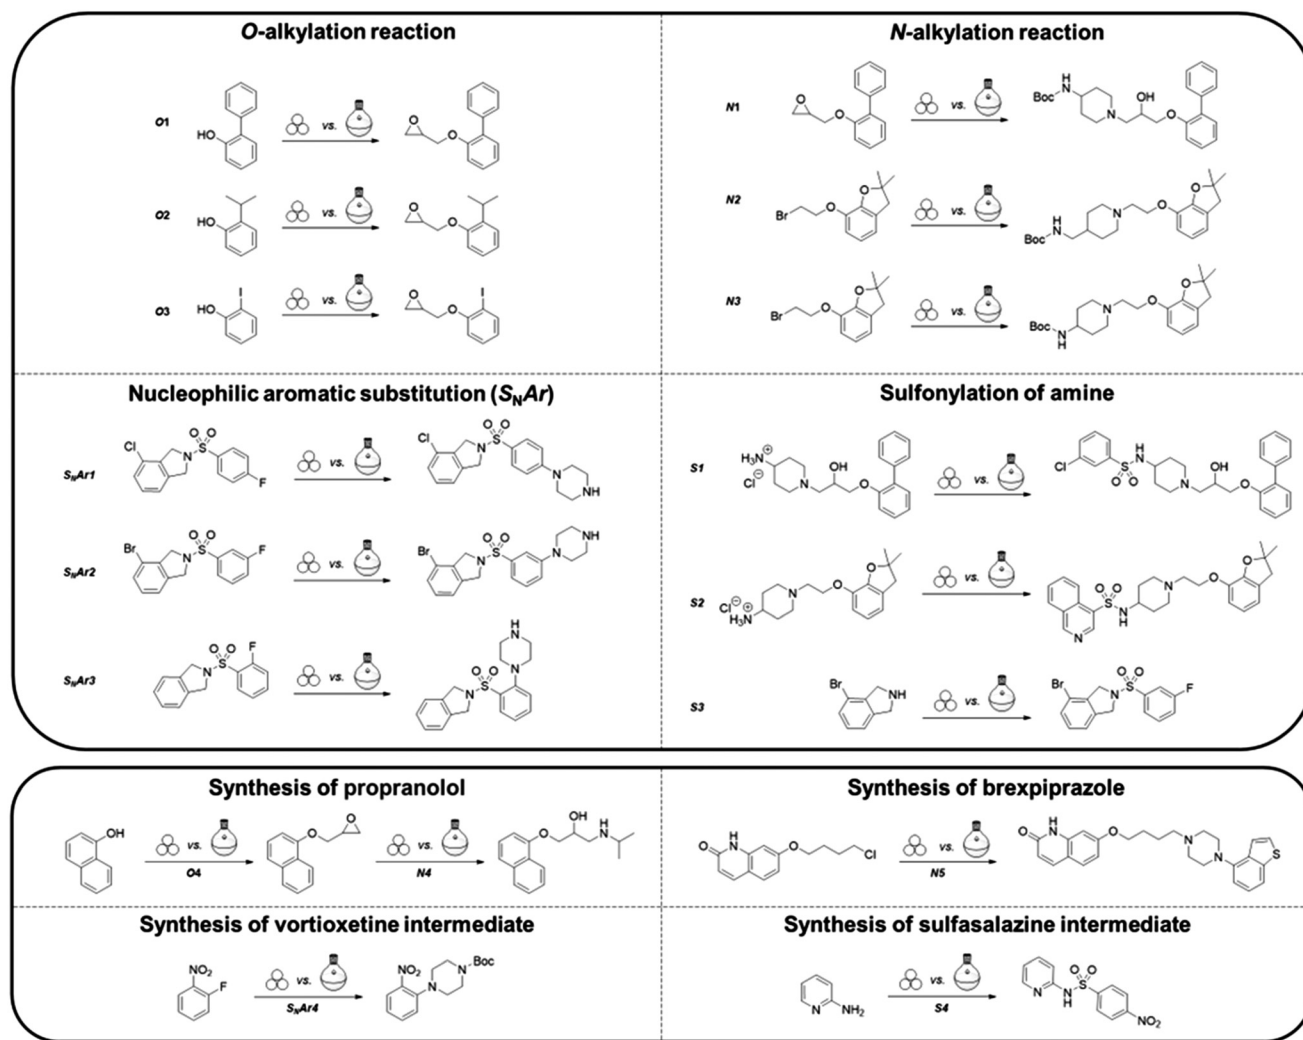 O-alkylation reaction
O1
HO
vs.
O
O
O2
HO
vs.
O
O
O3
HO
I
vs.
O
O
I
N-alkylation reaction
N1
O
O
vs.
Boc
H
N
N
OH
O
N2
Br
O
O
vs.
Boc
N
H
N
O
O
N3
Br
O
O
vs.
Boc
N
H
N
O
O
Nucleophilic aromatic substitution (SNAr)
SNAr1
Cl
N
S
O O
F
vs.
Cl
N
S
O O
N
NH
SNAr2
Br
N
S
O O
F
vs.
Br
N
S
O O
N
NH
SNAr3
N
S
O O
F
vs.
H
N
N
O O
S
N
Sulfonylation of amine
S1
H3N
Cl
N
OH
O
vs.
Cl
S
O O
H
N
N
OH
O
S2
Cl
H3N
N
O
O
vs.
N
S
O O
N
H
N
O
O
S3
Br
NH
vs.
Br
N
S
O O
F
Synthesis of propranolol
OH
vs.
O4
O
O
vs.
N4
O
OH
H
N
Synthesis of brexpiprazole
O
H
N
O
Cl
vs.
N5
O
H
N
O
N
N
S
Synthesis of vortioxetine intermediate
NO2
F
vs.
SNAr4
NO2
N
N
Boc
Synthesis of sulfasalazine intermediate
N
NH2
vs.
S4
N
N
H
O O
S
NO2